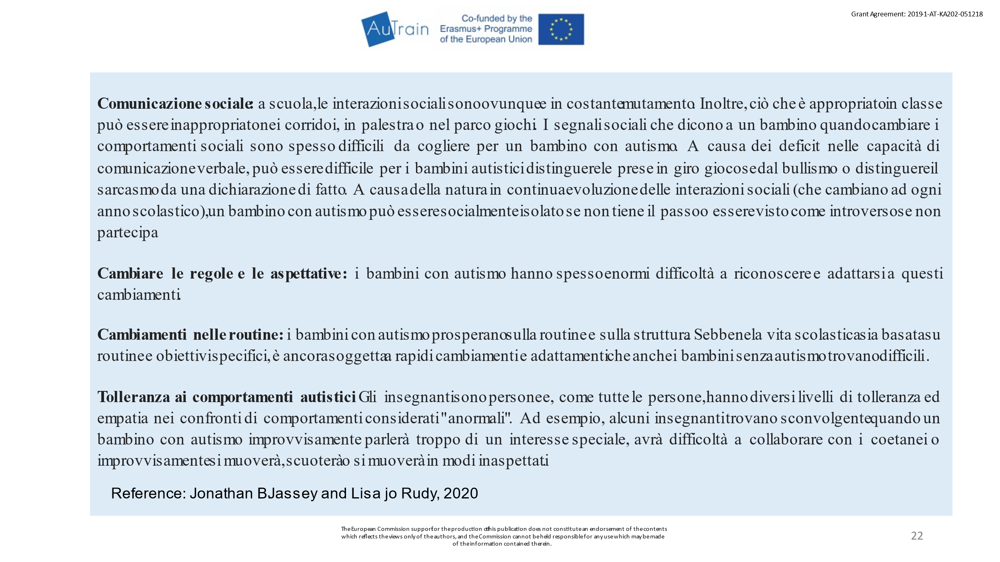 Grant Agreement: 2019-1-AT-KA202-051218
AuTrain
Co-funded by the
Erasmus+ Programme
of the European Union
Comunicazione sociale: a scuola, le interazioni sociali sono ovunque e in costante mutamento. Inoltre, ciò che è appropriato in classe
può essere inappropriato nei corridoi, in palestra o nel parco giochi. I segnali sociali che dicono a un bambino quando cambiare i
comportamenti sociali sono spesso difficili da cogliere per un bambino con autismo. A causa dei deficit nelle capacità di
comunicazione verbale, può essere difficile per i bambini autistici distinguere le prese in giro giocose dal bullismo o distinguere il
sarcasmo da una dichiarazione di fatto. A causa della natura in continua evoluzione delle interazioni sociali (che cambiano ad ogni
anno scolastico), un bambino con autismo può essere socialmente isolato se non tiene il passo o essere visto come introverso se non
partecipa
Cambiare le regole e le aspettative: i bambini con autismo hanno spesso enormi difficoltà a riconoscere e adattarsi a questi
cambiamenti.
Cambiamenti nelle routine: i bambini con autismo prosperano sulla routine e sulla struttura. Sebbene la vita scolastica sia basata su
routine e obiettivi specifici, è ancora soggetta a rapidi cambiamenti e adattamenti che anche i bambini senza autismo trovano difficili.
Tolleranza ai comportamenti autistici Gli insegnanti sono persone e, come tutte le persone, hanno diversi livelli di tolleranza ed
empatia nei confronti di comportamenti considerati "anormali". Ad esempio, alcuni insegnanti trovano sconvolgente quando un
bambino con autismo improvvisamente parlerà troppo di un interesse speciale, avrà difficoltà a collaborare con i coetanei o
improvvisamente si muoverà, scuoterà o si muoverà in modi inaspettati.
Reference: Jonathan B.Jassey and Lisa jo Rudy, 2020
The European Commission support for the production of this publication does not constitute an endorsement of the contents
which reflects the views only of the authors, and the Commission cannot be held responsible for any use which may be made
of the information contained therein.
22